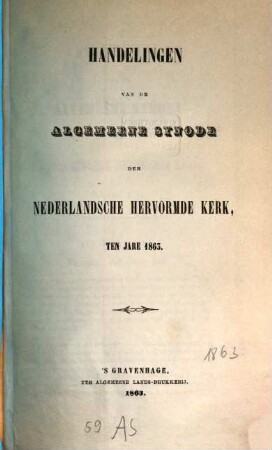 HANDELINGEN
VAN DE
ALGEMEENE SYNODE
DER
NEDERLANDSCHE HERVORMDE KERK,
TEN JARE 1863.
1863
'S GRAVENHAGE,
TER ALGEMEENE LANDS-DRUKKERIJ.
1863.
59 AS